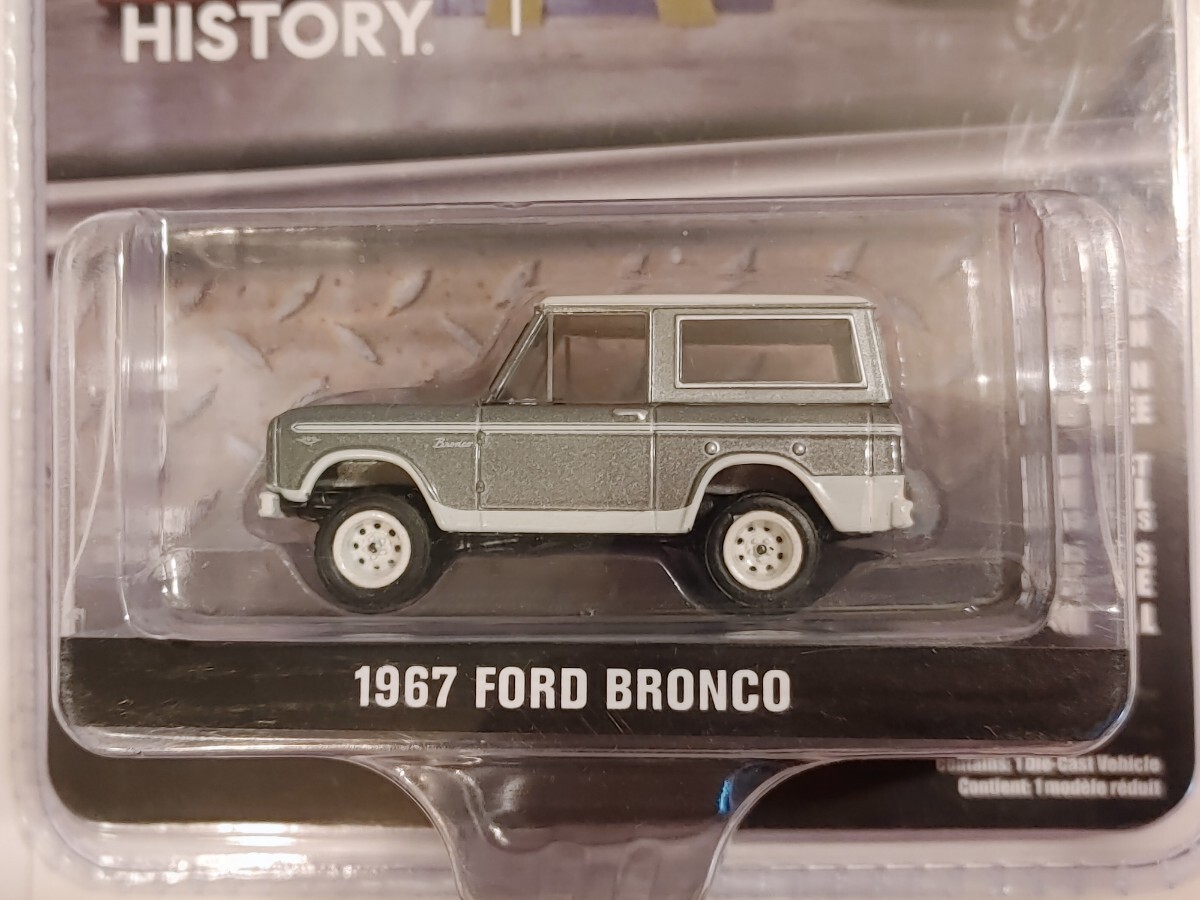 HISTORY.
Bronco
1967 FORD BRONCO
Contains: 1 Die-Cast Vehicle
Contient: 1 modèle réduit